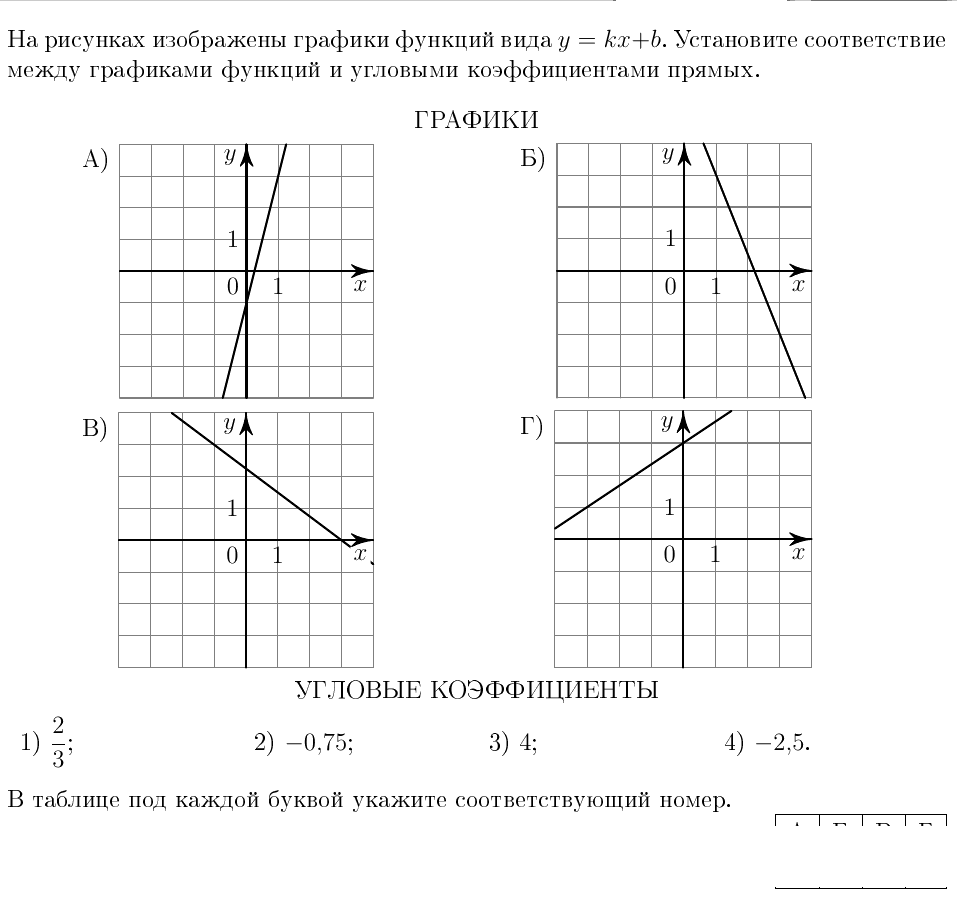 На рисунках изображены графики функций вида y = kx+b. Установите соответствие
между графиками функций и угловыми коэффициентами прямых.
ГРАФИКИ
А) y 1 0 1 x
Б) y 1 0 1 x
В) y 1 0 1 x
Г) y 1 0 1 x
УГЛОВЫЕ КОЭФФИЦИЕНТЫ
1) 2/3; 2) −0,75; 3) 4; 4) −2,5.
В таблице под каждой буквой укажите соответствующий номер.